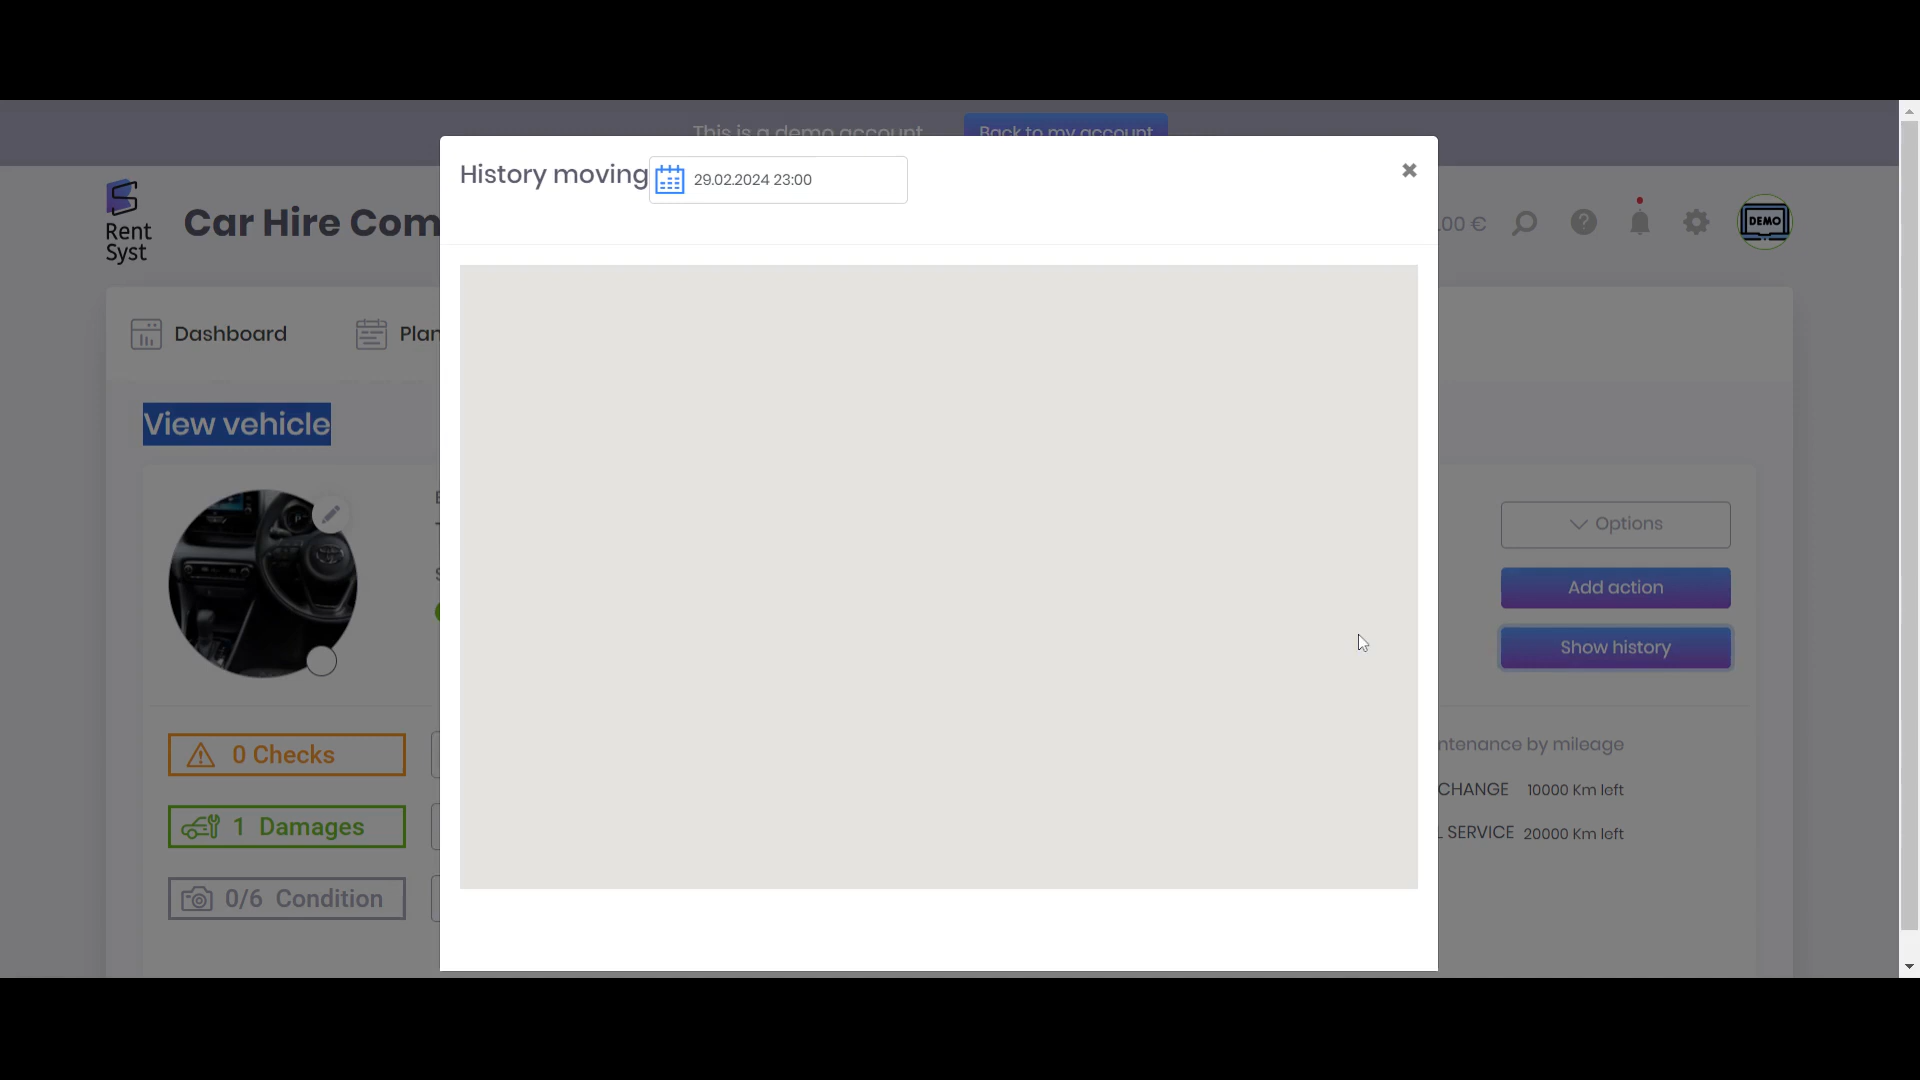 This is a demo account
Back to my account
History moving
29.02.2024 23:00
✖
Rent
Syst
Car Hire Com
.00 €
DEMO
Dashboard
Plan
View vehicle
Options
Add action
Show history
0 Checks
1 Damages
0/6 Condition
ntenance by mileage
CHANGE 10000 Km left
L SERVICE 20000 Km left